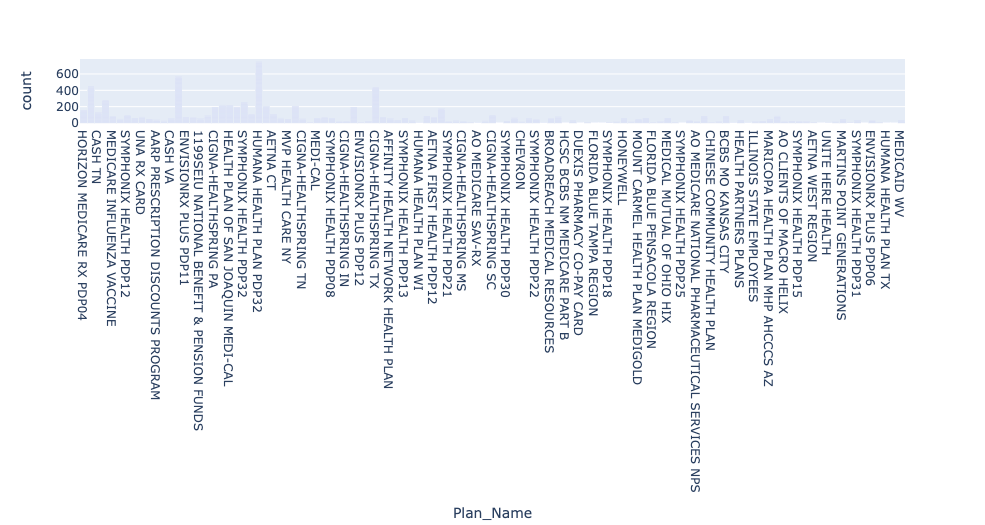 count
600
400
200
0
HORIZON MEDICARE RX PDP04
CASH TN
MEDICARE INFLUENZA VACCINE
SYMPHONIX HEALTH PDP12
UNA RX CARD
AARP PRESCRIPTION DISCOUNTS PROGRAM
CASH VA
ENVISIONRX PLUS PDP11
1199SEIU NATIONAL BENEFIT & PENSION FUNDS
CIGNA-HEALTHSPRING PA
HEALTH PLAN OF SAN JOAQUIN MEDI-CAL
SYMPHONIX HEALTH PDP32
HUMANA HEALTH PLAN PDP32
AETNA CT
MVP HEALTH CARE NY
CIGNA-HEALTHSPRING TN
MEDI-CAL
SYMPHONIX HEALTH PDP08
CIGNA-HEALTHSPRING IN
ENVISIONRX PLUS PDP12
CIGNA-HEALTHSPRING TX
AFFINITY HEALTH NETWORK HEALTH PLAN
SYMPHONIX HEALTH PDP13
HUMANA HEALTH PLAN WI
AETNA FIRST HEALTH PDP12
SYMPHONIX HEALTH PDP21
CIGNA-HEALTHSPRING MS
AO MEDICARE SAV-RX
CIGNA-HEALTHSPRING SC
SYMPHONIX HEALTH PDP30
CHEVRON
SYMPHONIX HEALTH PDP22
BROADREACH MEDICAL RESOURCES
HCSC BCBS NM MEDICARE PART B
DUEXIS PHARMACY CO-PAY CARD
FLORIDA BLUE TAMPA REGION
SYMPHONIX HEALTH PDP18
HONEYWELL
MOUNT CARMEL HEALTH PLAN MEDIGOLD
FLORIDA BLUE PENSACOLA REGION
MEDICAL MUTUAL OF OHIO HIX
SYMPHONIX HEALTH PDP25
AO MEDICARE NATIONAL PHARMACEUTICAL SERVICES NPS
CHINESE COMMUNITY HEALTH PLAN
BCBS MO KANSAS CITY
HEALTH PARTNERS PLANS
ILLINOIS STATE EMPLOYEES
MARICOPA HEALTH PLAN MHP AHCCCS AZ
AO CLIENTS OF MACRO HELIX
SYMPHONIX HEALTH PDP15
AETNA WEST REGION
UNITE HERE HEALTH
MARTINS POINT GENERATIONS
SYMPHONIX HEALTH PDP31
ENVISIONRX PLUS PDP06
HUMANA HEALTH PLAN TX
MEDICAID WV
Plan_Name